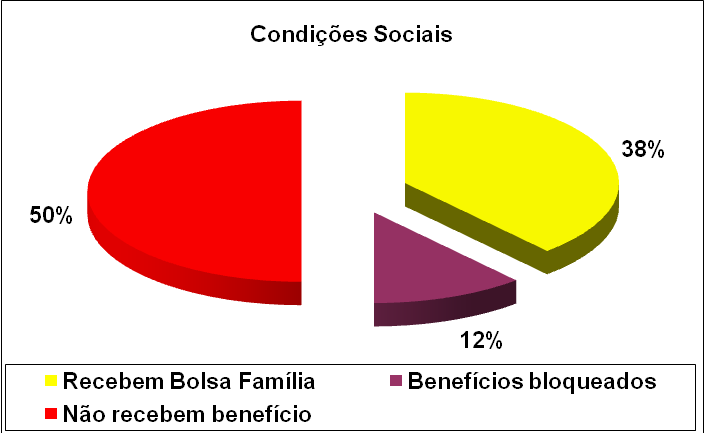 Condições Sociais
38%
50%
12%
Recebem Bolsa Família
Benefícios bloqueados
Não recebem benefício